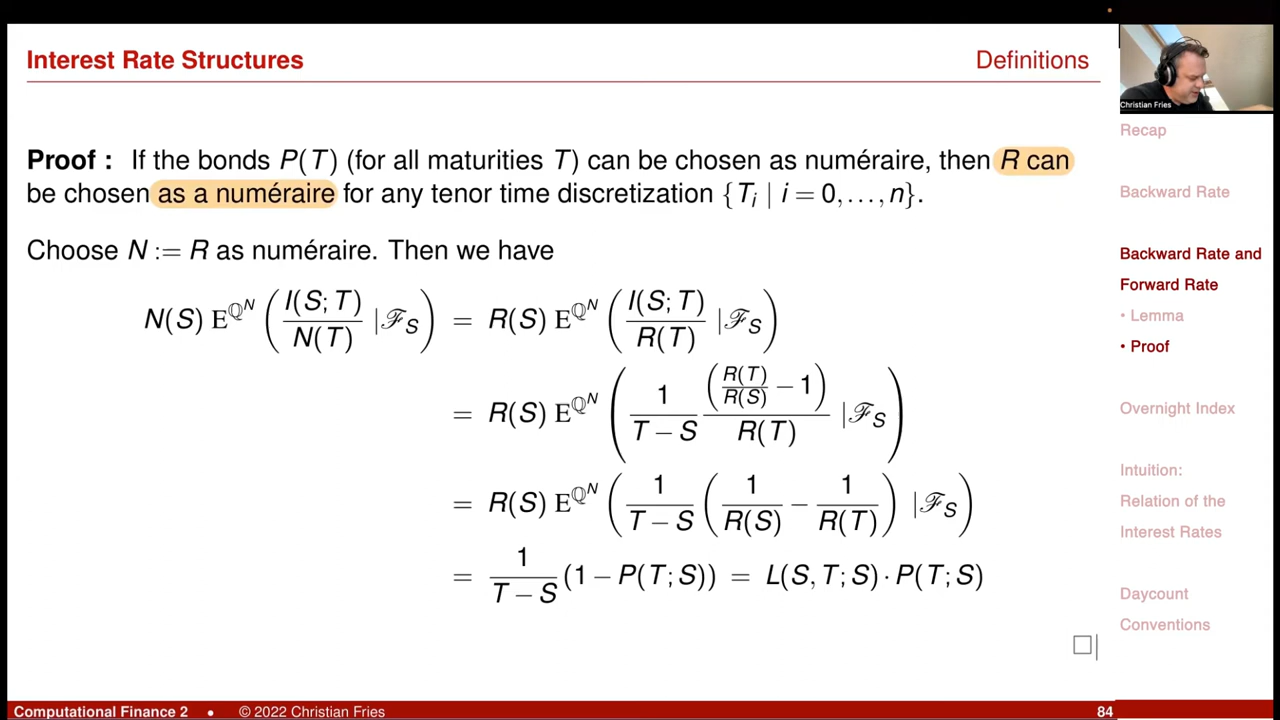 Interest Rate Structures
Definitions
Christian Fries
Proof : If the bonds P(T) (for all maturities T) can be chosen as numéraire, then R can
be chosen as a numéraire for any tenor time discretization {T_i | i = 0,…,n}.
Choose N := R as numéraire. Then we have
N(S) E^{ℚ^N} ( I(S;T) / N(T) | ℱ_S ) = R(S) E^{ℚ^N} ( I(S;T) / R(T) | ℱ_S )
= R(S) E^{ℚ^N} ( 1 / (T − S) ( R(T) / R(S) − 1 ) / R(T) | ℱ_S )
= R(S) E^{ℚ^N} ( 1 / (T − S) ( 1 / R(S) − 1 / R(T) ) | ℱ_S )
= 1 / (T − S) (1 − P(T;S)) = L(S,T;S) · P(T;S)
□
Recap
Backward Rate
Backward Rate and
Forward Rate
• Lemma
• Proof
Overnight Index
Intuition:
Relation of the
Interest Rates
Daycount
Conventions
Computational Finance 2 • © 2022 Christian Fries
84